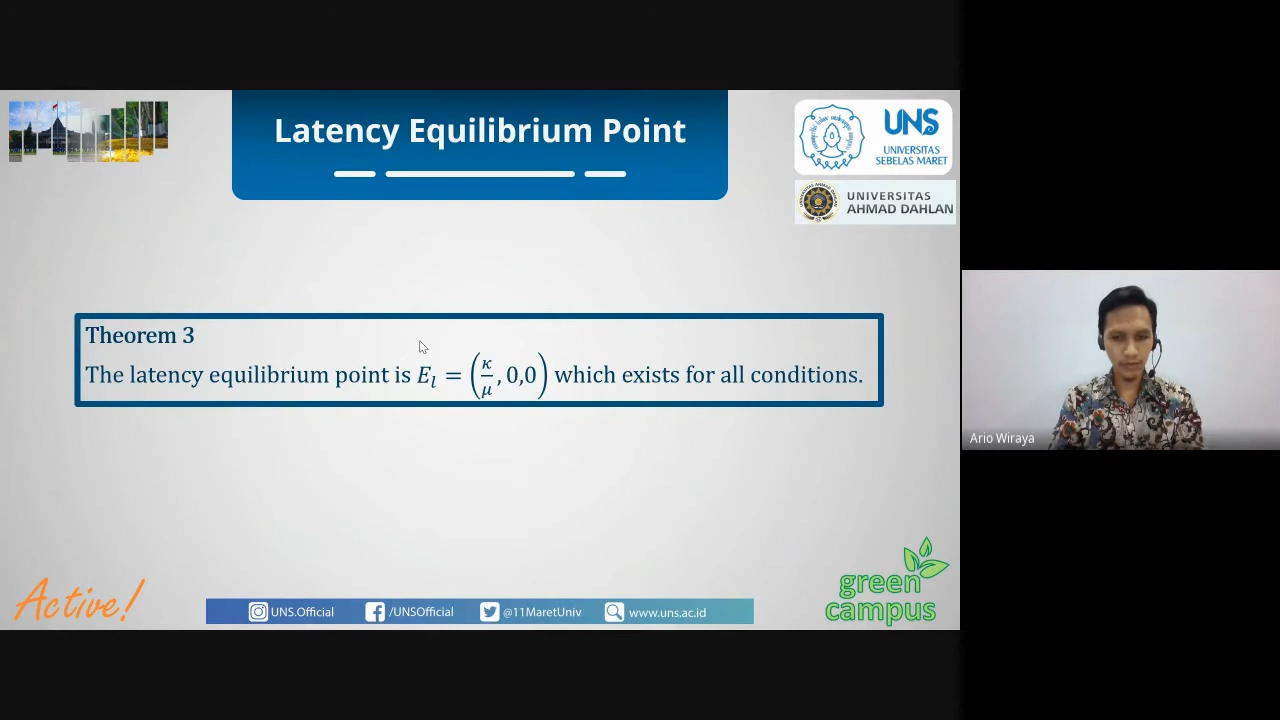 Latency Equilibrium Point
UNS
UNIVERSITAS
SEBELAS MARET
UNIVERSITAS
AHMAD DAHLAN
Theorem 3
The latency equilibrium point is E_l = (κ/μ, 0,0) which exists for all conditions.
Ario Wiraya
Active!
UNS.Official
/UNSOfficial
@11MaretUniv
www.uns.ac.id
green
campus